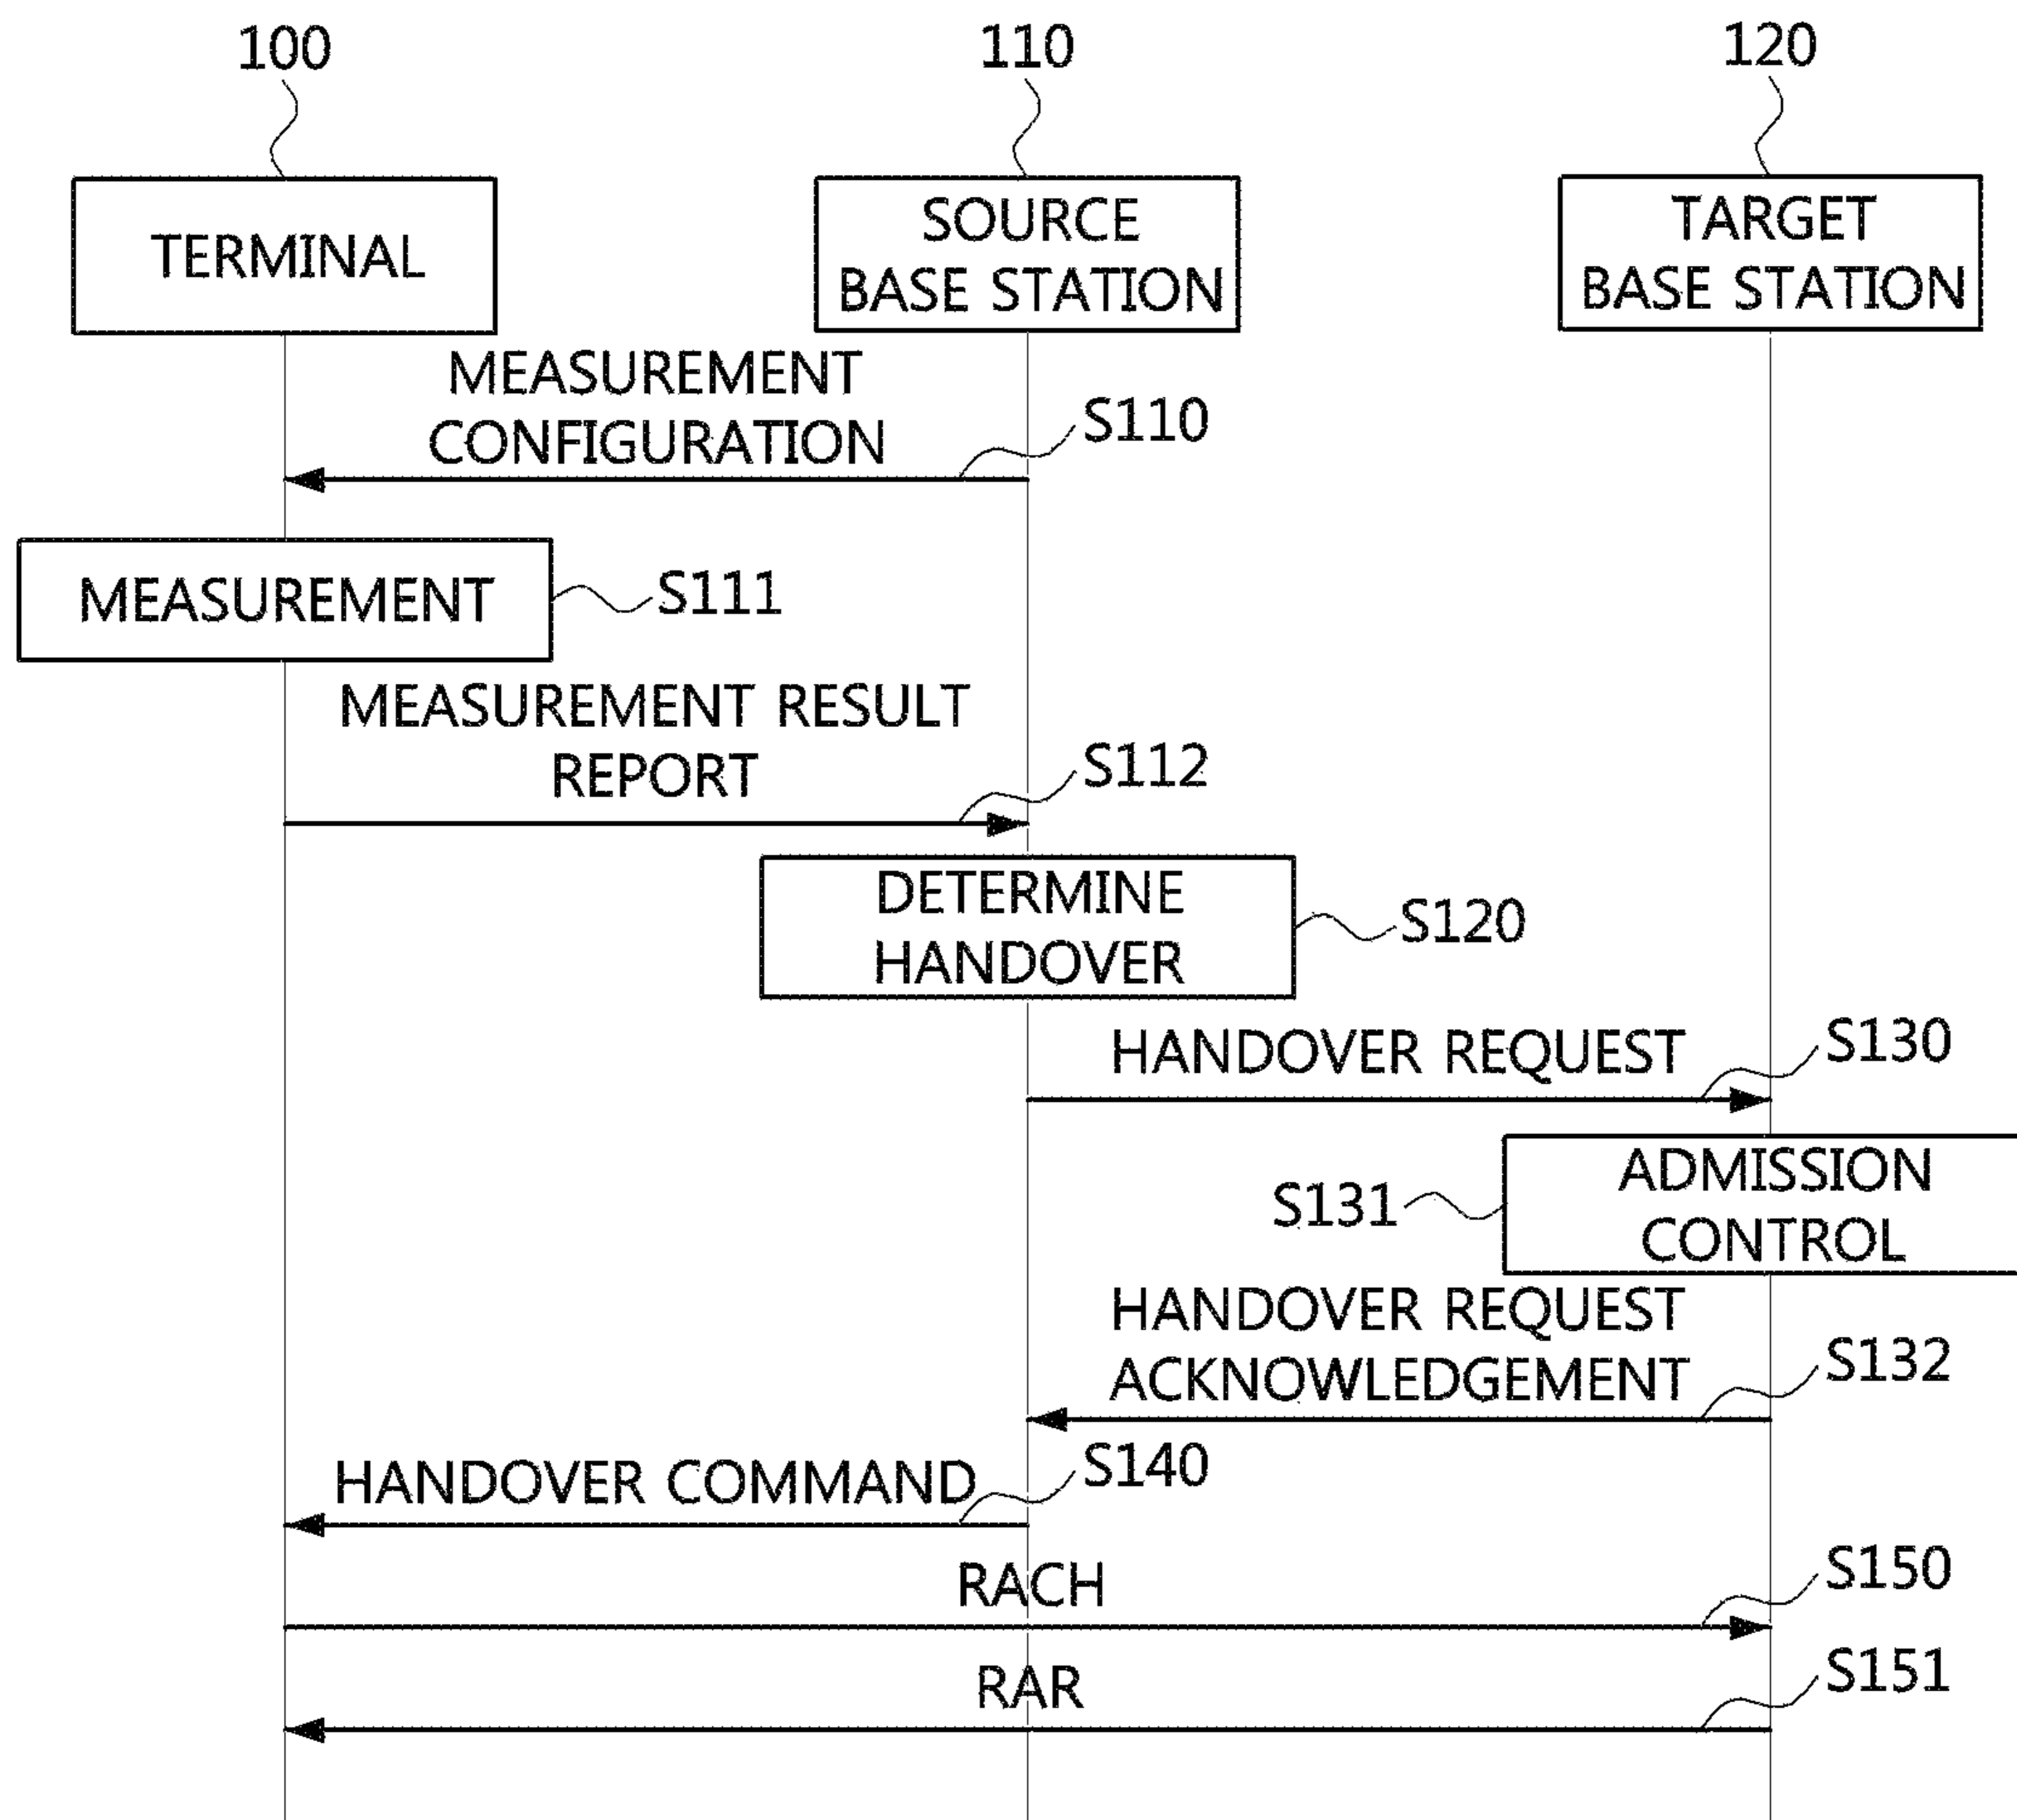 100
110
120
TERMINAL
SOURCE
BASE STATION
TARGET
BASE STATION
MEASUREMENT
CONFIGURATION
S110
MEASUREMENT
S111
MEASUREMENT RESULT
REPORT
S112
DETERMINE
HANDOVER
S120
HANDOVER REQUEST
S130
S131
ADMISSION
CONTROL
HANDOVER REQUEST
ACKNOWLEDGEMENT
S132
HANDOVER COMMAND
S140
RACH
S150
RAR
S151